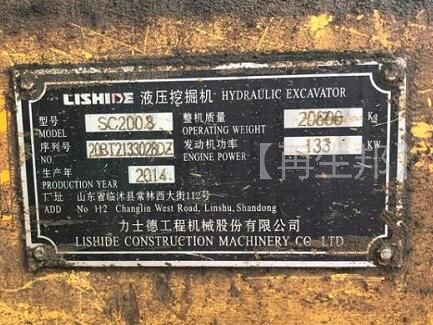 LISHIDE 液压挖掘机 HYDRAULIC EXCAVATOR
型号 SC200.8 整机质量 20600 Kg
MODEL OPERATING WEIGHT
序列号 20BT2133028DZ 发动机功率 133 KW
NO. ENGINE POWER
生产年 2014.
PRODUCTION YEAR
厂址 山东省临沭县常林西大街112号
ADD No 112 Changlin West Road, Linshu, Shandong
力士德工程机械股份有限公司
LISHIDE CONSTRUCTION MACHINERY CO. LTD.
【再生邦】